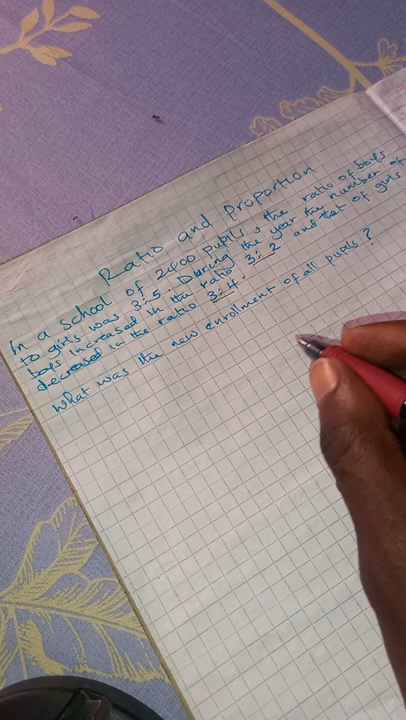 Ratio and Proportion
In a school of 2400 pupils, the ratio of boys
to girls was 3:5. During the year the number of
boys increased in the ratio 3:2 and that of girls
decreased in the ratio 3:4.
What was the new enrollment of all pupils?